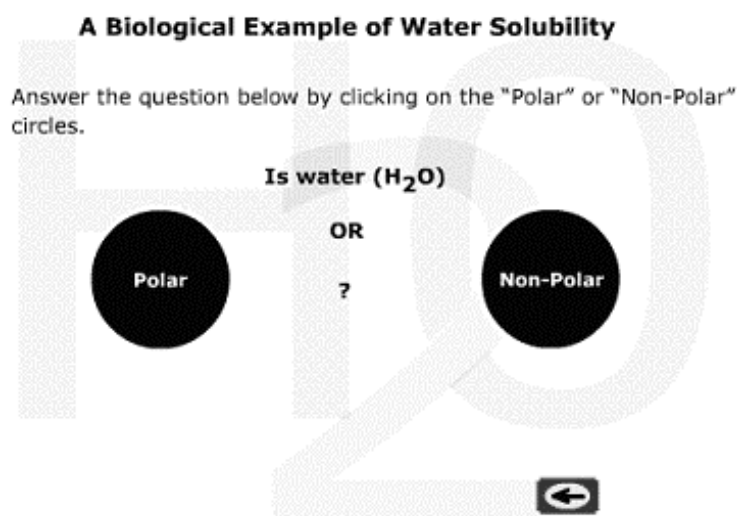 A Biological Example of Water Solubility
Answer the question below by clicking on the “Polar” or “Non-Polar”
circles.
Is water (H₂O)
OR
Polar
?
Non-Polar
H₂O